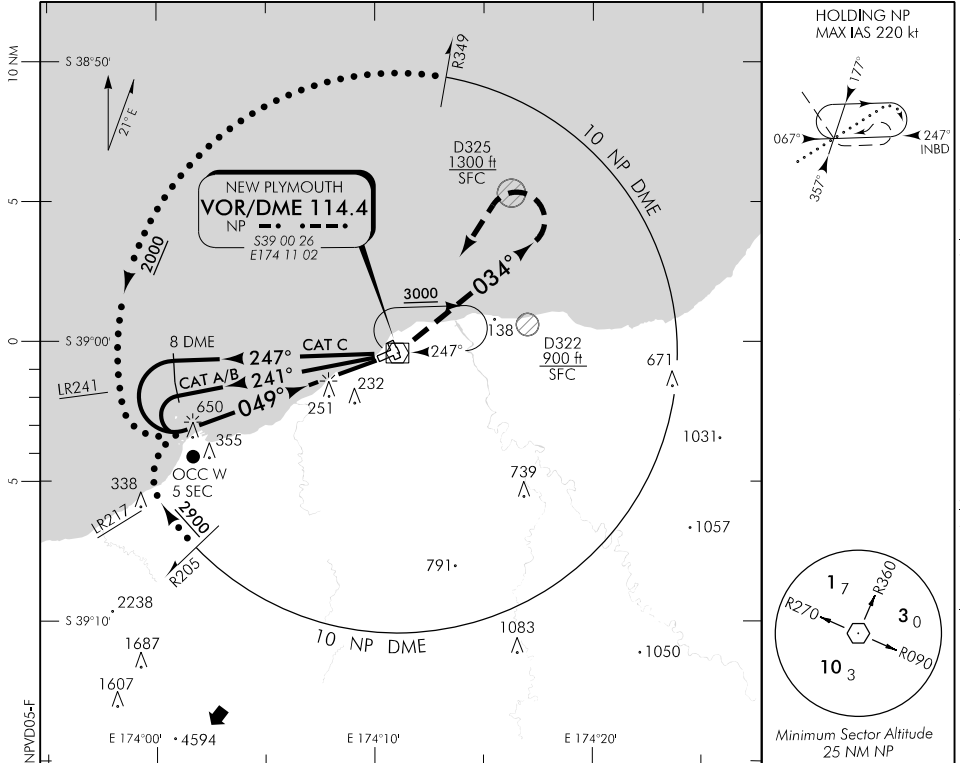 HOLDING NP
MAX IAS 220 kt
177°
067°
247°
INBD
357°
10 NM
S 38°50'
R349
21° E
10 NP DME
D325
1300 ft
SFC
NEW PLYMOUTH
VOR/DME 114.4
NP
S39 00 26
E174 11 02
5
2000
034°
3000
138
D322
900 ft
SFC
0
S 39°00'
8 DME
CAT C
247°
247°
671
LR241
CAT A/B
241°
049°
650
251
232
355
1031
OCC W
5 SEC
739
5
338
LR217
2900
1057
R205
791
2238
S 39°10'
10 NP DME
1083
1050
1687
1607
4594
E 174°00'
E 174°10'
E 174°20'
NPVD05-F
1 7
R360
R270
3 0
R090
10 3
Minimum Sector Altitude
25 NM NP